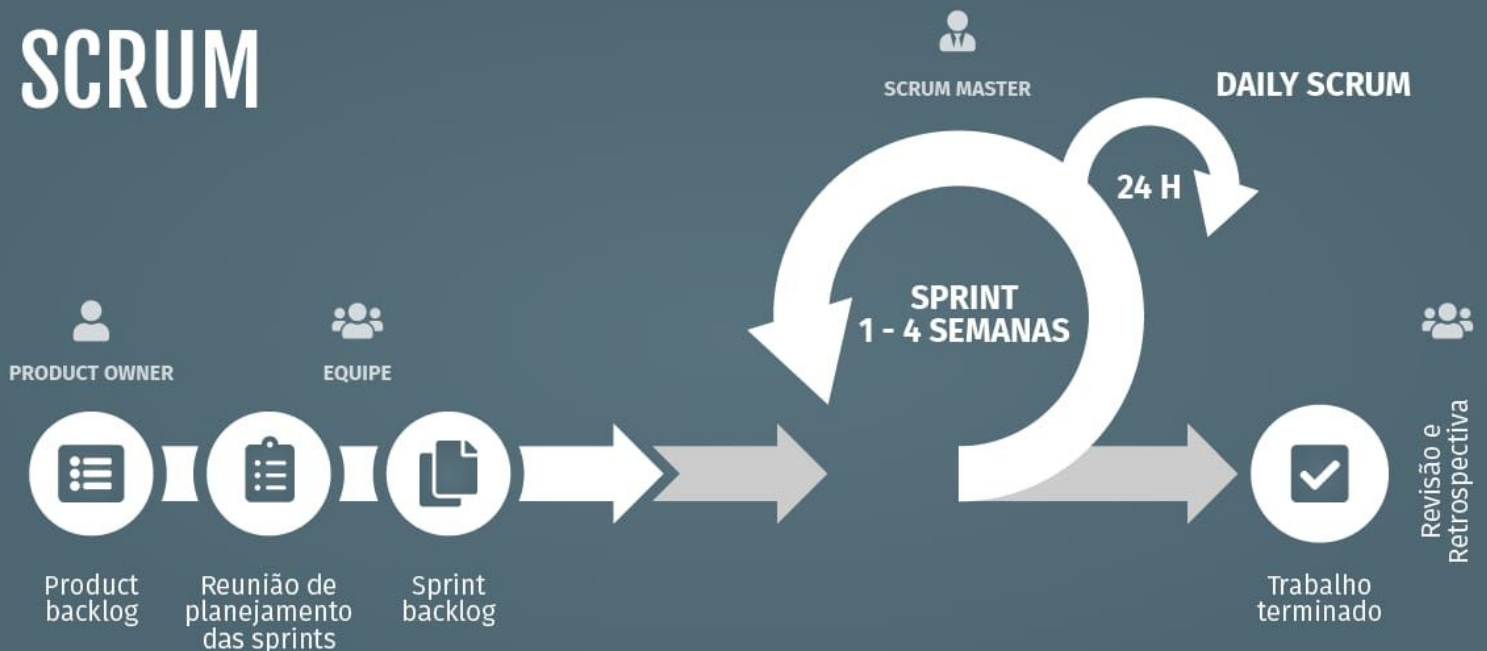 SCRUM
SCRUM MASTER
DAILY SCRUM
24 H
SPRINT
1 - 4 SEMANAS
PRODUCT OWNER
EQUIPE
Product
backlog
Reunião de
planejamento
das sprints
Sprint
backlog
Trabalho
terminado
Revisão e
Retrospectiva